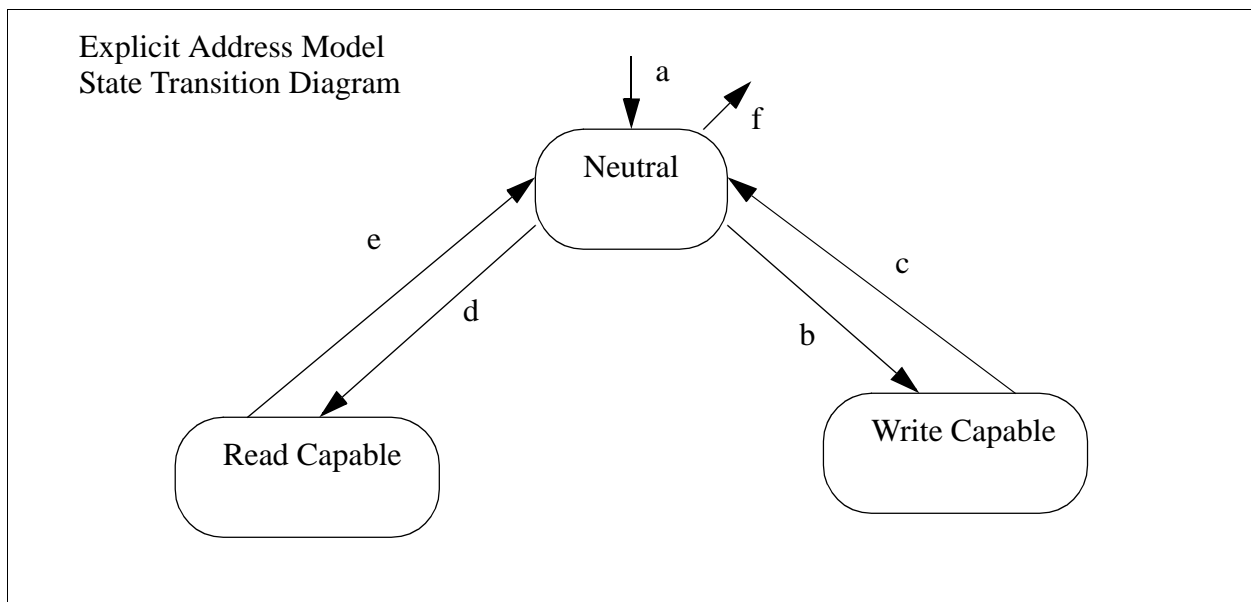 Explicit Address Model
State Transition Diagram
a
f
Neutral
e
c
d
b
Read Capable
Write Capable